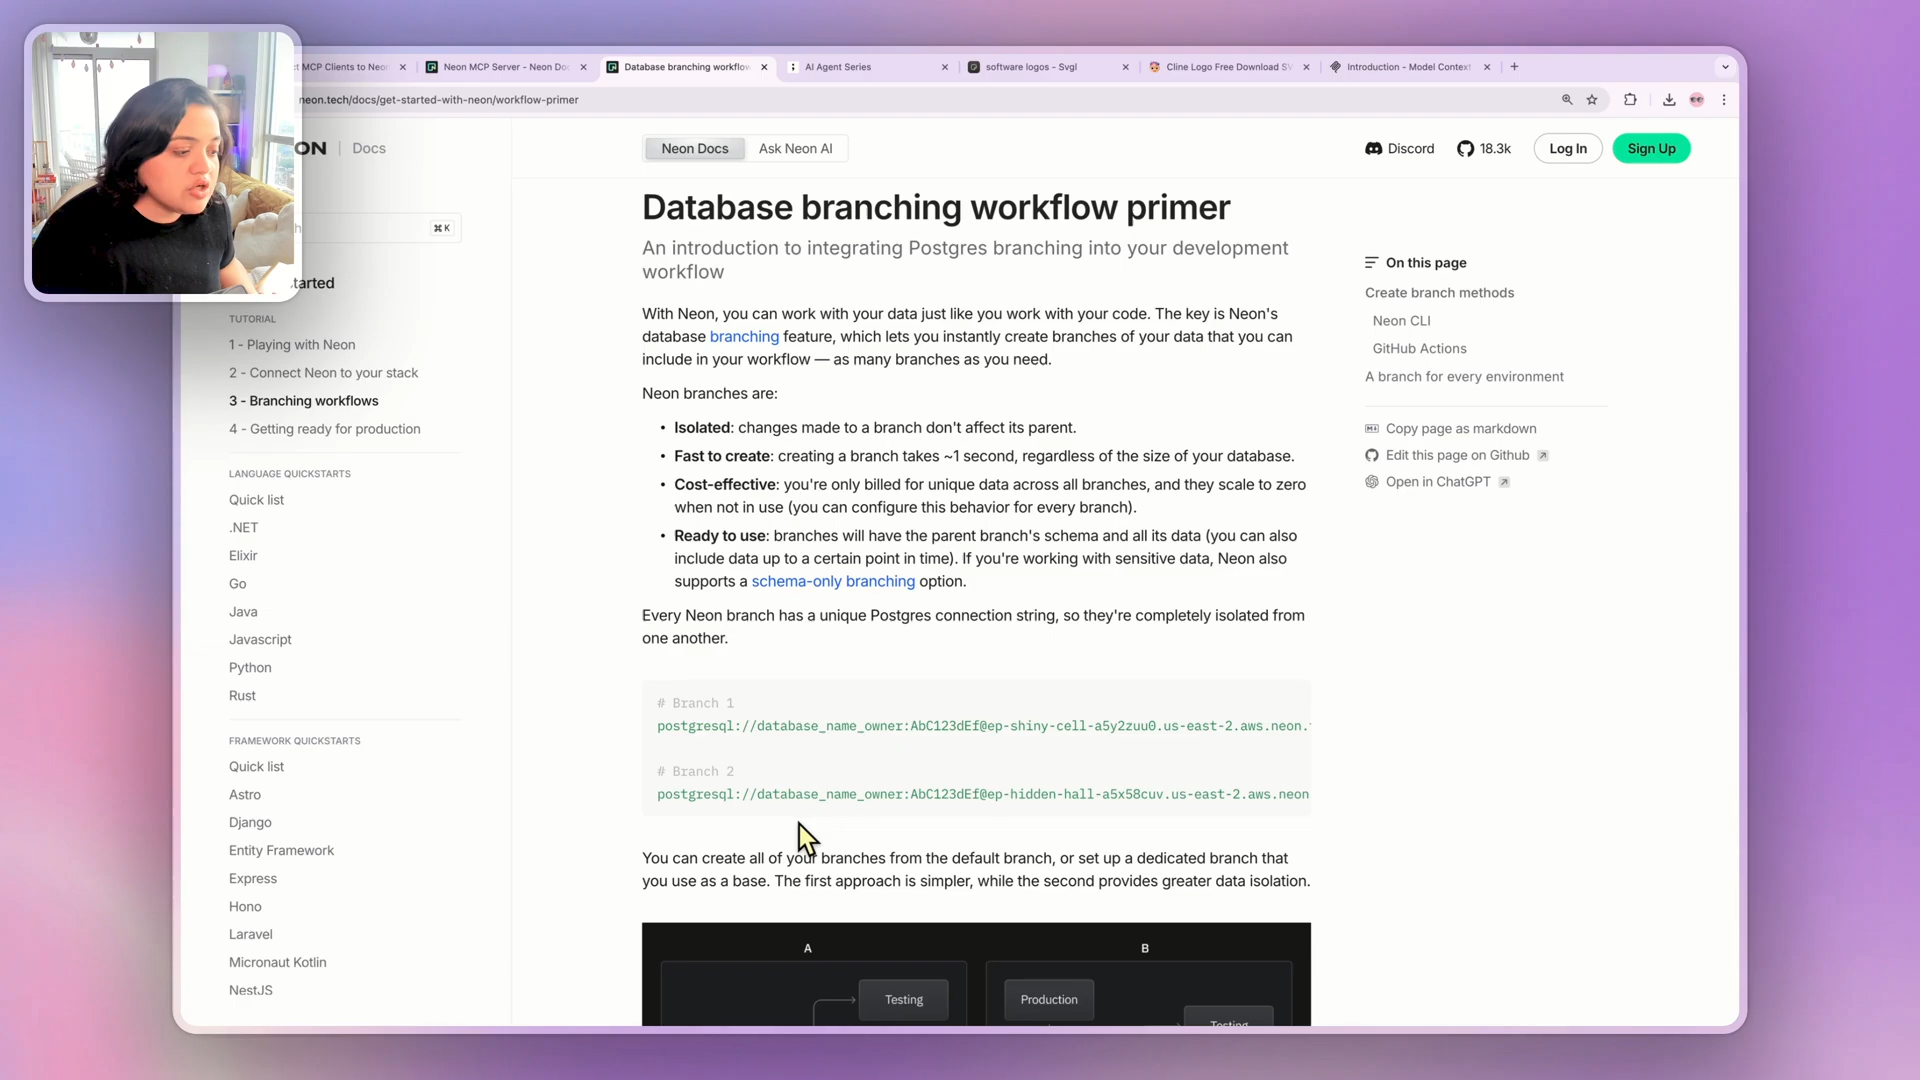 t MCP Clients to Neon
Neon MCP Server - Neon Doc
Database branching workflow
AI Agent Series
software logos - Svgl
Cline Logo Free Download SV
Introduction - Model Context
neon.tech/docs/get-started-with-neon/workflow-primer
ON
Docs
Neon Docs
Ask Neon AI
Discord
18.3k
Log In
Sign Up
⌘K
tarted
TUTORIAL
1 - Playing with Neon
2 - Connect Neon to your stack
3 - Branching workflows
4 - Getting ready for production
LANGUAGE QUICKSTARTS
Quick list
.NET
Elixir
Go
Java
Javascript
Python
Rust
FRAMEWORK QUICKSTARTS
Quick list
Astro
Django
Entity Framework
Express
Hono
Laravel
Micronaut Kotlin
NestJS
Database branching workflow primer
An introduction to integrating Postgres branching into your development
workflow
With Neon, you can work with your data just like you work with your code. The key is Neon's
database branching feature, which lets you instantly create branches of your data that you can
include in your workflow — as many branches as you need.
Neon branches are:
• Isolated: changes made to a branch don't affect its parent.
• Fast to create: creating a branch takes ~1 second, regardless of the size of your database.
• Cost-effective: you're only billed for unique data across all branches, and they scale to zero
when not in use (you can configure this behavior for every branch).
• Ready to use: branches will have the parent branch's schema and all its data (you can also
include data up to a certain point in time). If you're working with sensitive data, Neon also
supports a schema-only branching option.
Every Neon branch has a unique Postgres connection string, so they're completely isolated from
one another.
# Branch 1
postgresql://database_name_owner:AbC123dEf@ep-shiny-cell-a5y2zuu0.us-east-2.aws.neon.
# Branch 2
postgresql://database_name_owner:AbC123dEf@ep-hidden-hall-a5x58cuv.us-east-2.aws.neon
You can create all of your branches from the default branch, or set up a dedicated branch that
you use as a base. The first approach is simpler, while the second provides greater data isolation.
A
B
Testing
Production
Testing
On this page
Create branch methods
Neon CLI
GitHub Actions
A branch for every environment
Copy page as markdown
Edit this page on Github
Open in ChatGPT